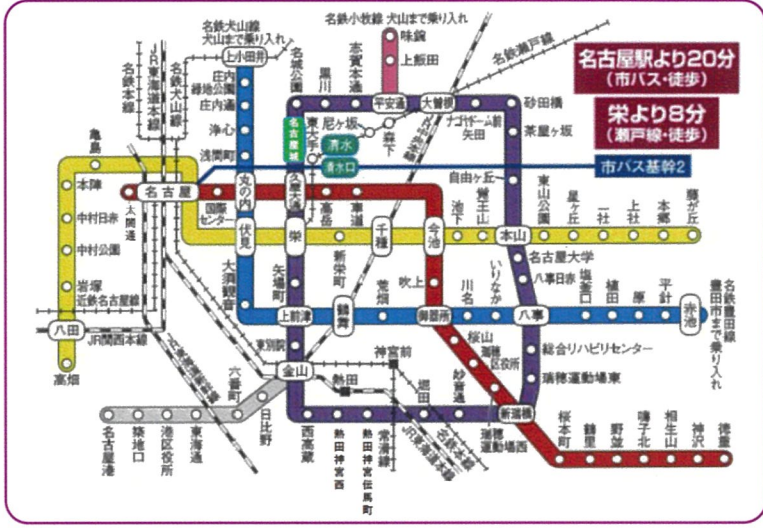 名鉄犬山線
犬山まで乗り入れ
名鉄小牧線 犬山まで乗り入れ
上小田井
味鋺
上飯田
名鉄瀬戸線
名古屋駅より20分
(市バス・徒歩)
栄より8分
(瀬戸線・徒歩)
市バス基幹2
JR東海道本線
名鉄本線
名鉄犬山線
庄内
緑地公園
庄内通
浄心
浅間町
名城公園
黒川
志賀本通
平安通
大曽根
砂田橋
ナゴヤドーム前
矢田
茶屋ヶ坂
自由ヶ丘
名古屋城
東大手
尼ヶ坂
清水
清水口
森下
亀島
本陣
中村日赤
中村公園
岩塚
近鉄名古屋線
八田
JR関西本線
高畑
太閤通
名古屋
国際
センター
丸の内
久屋大通
高岳
車道
伏見
栄
新栄町
千種
今池
池下
覚王山
本山
東山公園
星ヶ丘
一社
上社
本郷
藤が丘
名古屋大学
八事日赤
大須観音
矢場町
上前津
鶴舞
荒畑
吹上
御器所
川名
いりなか
八事
塩釜口
植田
原
平針
赤池
名鉄豊田線
豊田市まで乗り入れ
東別院
金山
桜山
瑞穂
区役所
総合リハビリセンター
瑞穂運動場東
六番町
日比野
東海通
港区役所
築地口
名古屋港
西高蔵
熱田
神宮前
熱田神宮西
熱田神宮伝馬町
堀田
妙音通
新瑞橋
瑞穂
運動場西
常滑線
名鉄本線
JR東海道本線
桜本町
鶴里
野並
鳴子北
相生山
神沢
徳重